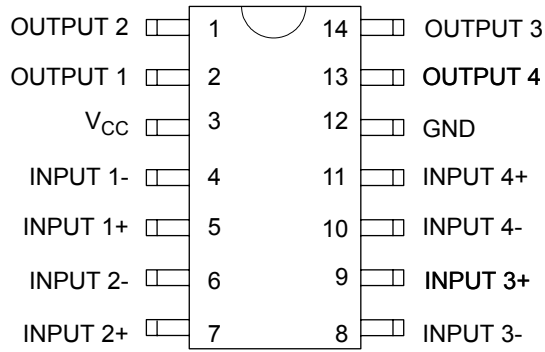 OUTPUT 2 1 14 OUTPUT 3
OUTPUT 1 2 13 OUTPUT 4
VCC 3 12 GND
INPUT 1- 4 11 INPUT 4+
INPUT 1+ 5 10 INPUT 4-
INPUT 2- 6 9 INPUT 3+
INPUT 2+ 7 8 INPUT 3-